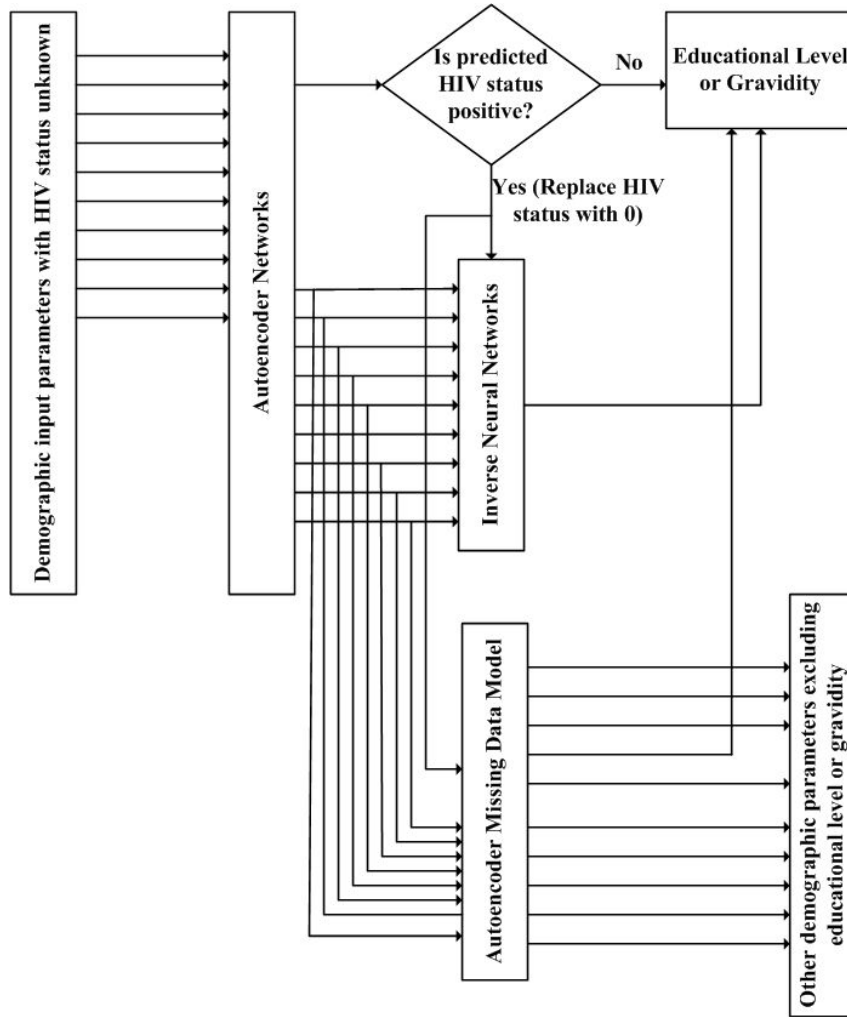 Demographic input parameters with HIV status unknown
Autoencoder Networks
Is predicted
HIV status
positive?
No
Educational Level
or Gravidity
Yes (Replace HIV
status with 0)
Inverse Neural Networks
Autoencoder Missing Data Model
Other demographic parameters excluding
educational level or gravidity